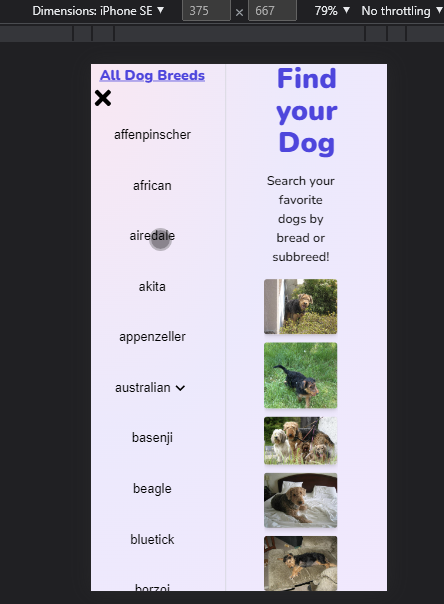 Dimensions: iPhone SE ▼ 375 × 667 79% ▼ No throttling ▼
All Dog Breeds
affenpinscher
african
airedale
akita
appenzeller
australian
basenji
beagle
bluetick
borzoi
Find
your
Dog
Search your
favorite
dogs by
bread or
subbreed!